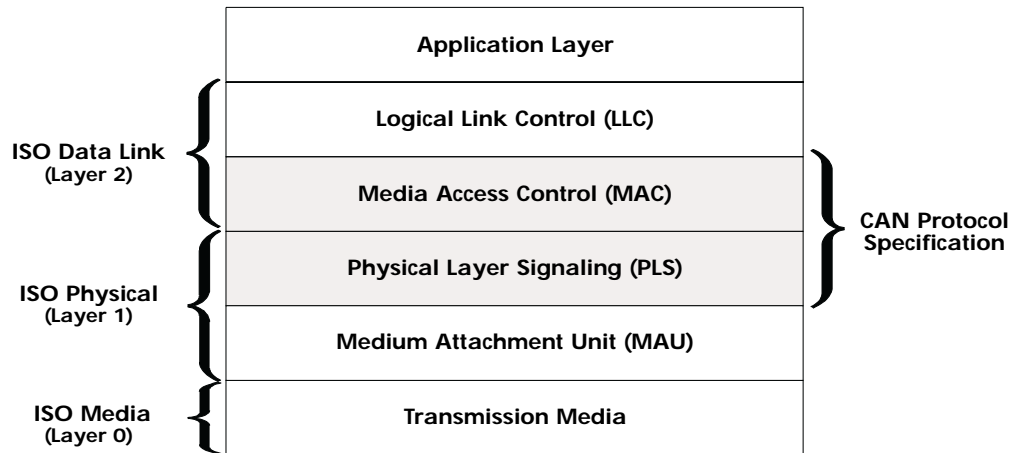 Application Layer
Logical Link Control (LLC)
ISO Data Link
(Layer 2)
Media Access Control (MAC)
CAN Protocol
Specification
Physical Layer Signaling (PLS)
ISO Physical
(Layer 1)
Medium Attachment Unit (MAU)
ISO Media
(Layer 0)
Transmission Media